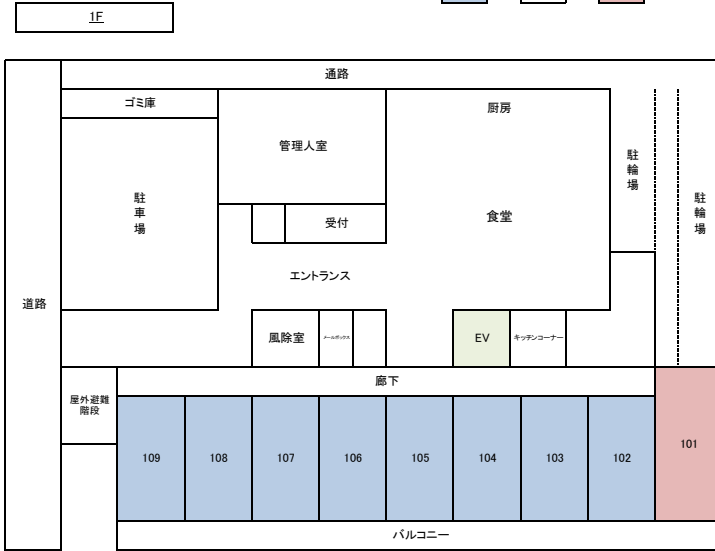 1F
通路
ゴミ庫
厨房
管理人室
駐輪場
駐車場
駐輪場
受付
食堂
エントランス
道路
風除室
メールボックス
EV
キッチンコーナー
廊下
屋外避難
階段
109
108
107
106
105
104
103
102
101
バルコニー